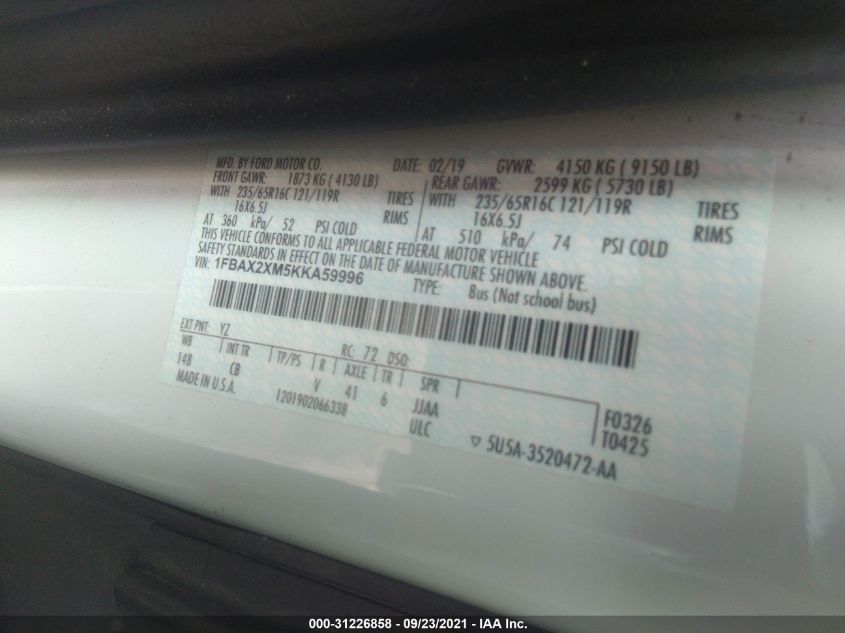 MFD. BY FORD MOTOR CO. DATE: 02/19 GVWR: 4150 KG ( 9150 LB)
FRONT GAWR: 1873 KG ( 4130 LB) REAR GAWR: 2599 KG ( 5730 LB)
WITH 235/65R16C 121/119R TIRES WITH 235/65R16C 121/119R TIRES
16X6.5J RIMS 16X6.5J RIMS
AT 360 kPa/ 52 PSI COLD AT 510 kPa/ 74 PSI COLD
THIS VEHICLE CONFORMS TO ALL APPLICABLE FEDERAL MOTOR VEHICLE
SAFETY STANDARDS IN EFFECT ON THE DATE OF MANUFACTURE SHOWN ABOVE.
VIN: 1FBAX2XM5KKA59996 TYPE: Bus (Not school bus)
EXT PNT: YZ RC: 72 DSO:
WB INT TR TP/PS R AXLE TR SPR
148 CB V 41 6 JJAA F0326
MADE IN U.S.A. 1201902066338 ULC T0425
▽ 5U5A-3520472-AA
000-31226858 - 09/23/2021 - IAA Inc.